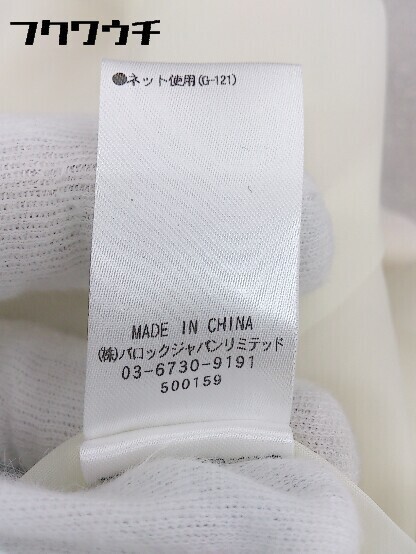 フクワウチ
●ネット使用(G-121)
MADE IN CHINA
(株)バロックジャパンリミテッド
03-6730-9191
500159